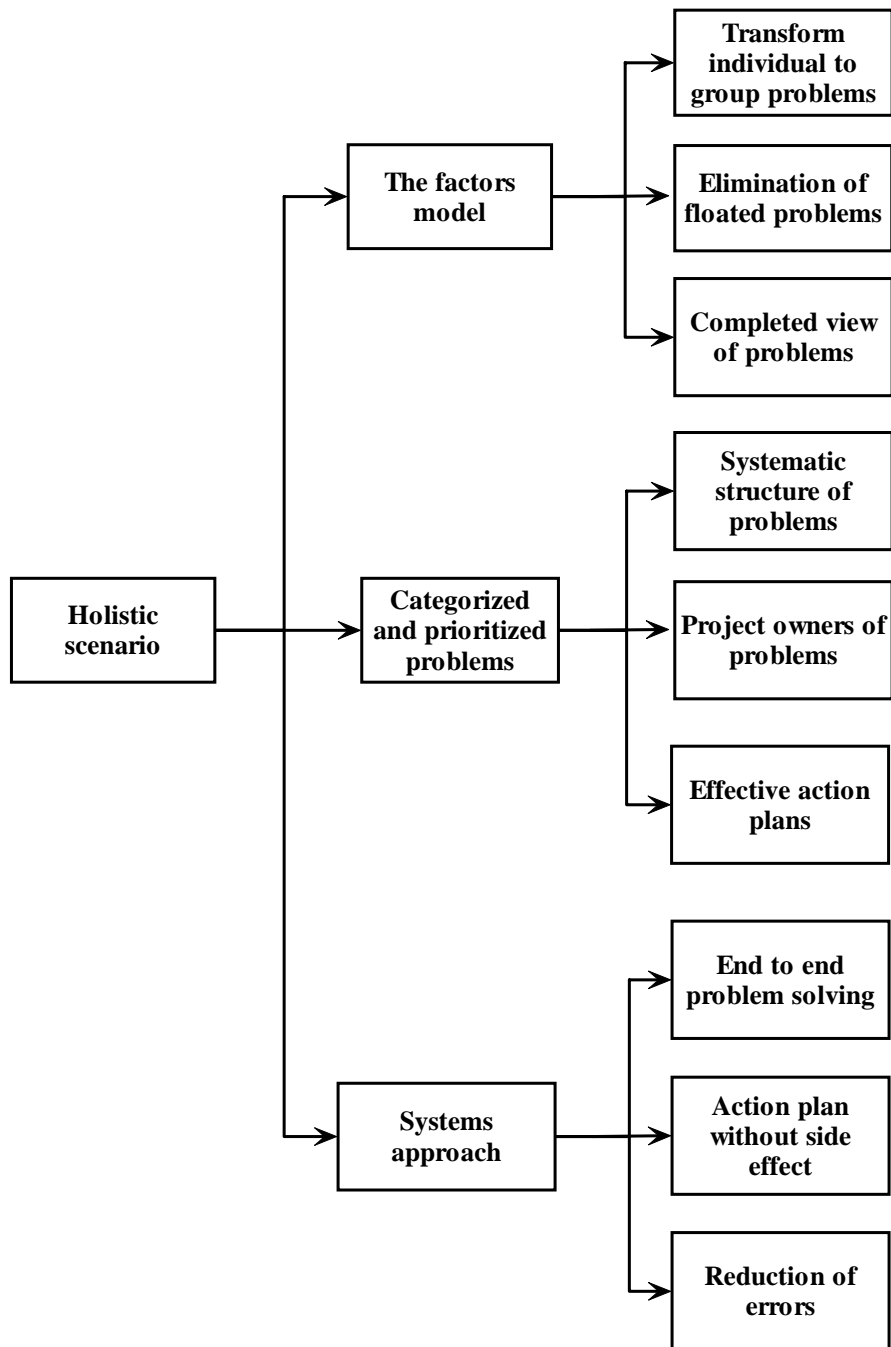 Transform
individual to
group problems
The factors
model
Elimination of
floated problems
Completed view
of problems
Systematic
structure of
problems
Holistic
scenario
Categorized
and prioritized
problems
Project owners of
problems
Effective action
plans
End to end
problem solving
Systems
approach
Action plan
without side
effect
Reduction of
errors